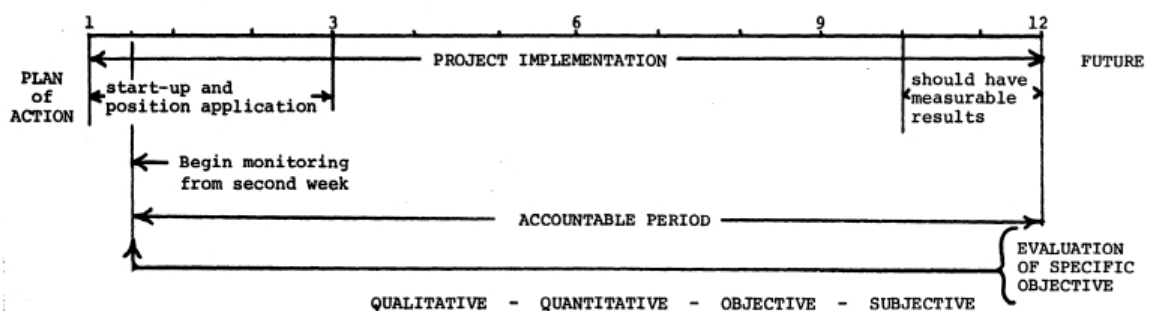 1 3 6 9 12
PROJECT IMPLEMENTATION
FUTURE
PLAN
of
ACTION
start-up and
position application
should have
measurable
results
Begin monitoring
from second week
ACCOUNTABLE PERIOD
EVALUATION
OF SPECIFIC
OBJECTIVE
QUALITATIVE - QUANTITATIVE - OBJECTIVE - SUBJECTIVE